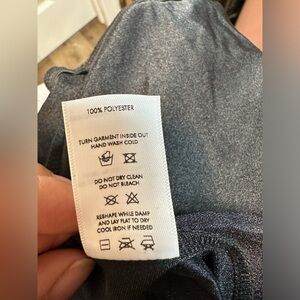 100% POLYESTER
TURN GARMENT INSIDE OUT
HAND WASH COLD
DO NOT DRY CLEAN
DO NOT BLEACH
RESHAPE WHILE DAMP
AND LAY FLAT TO DRY
COOL IRON IF NEEDED